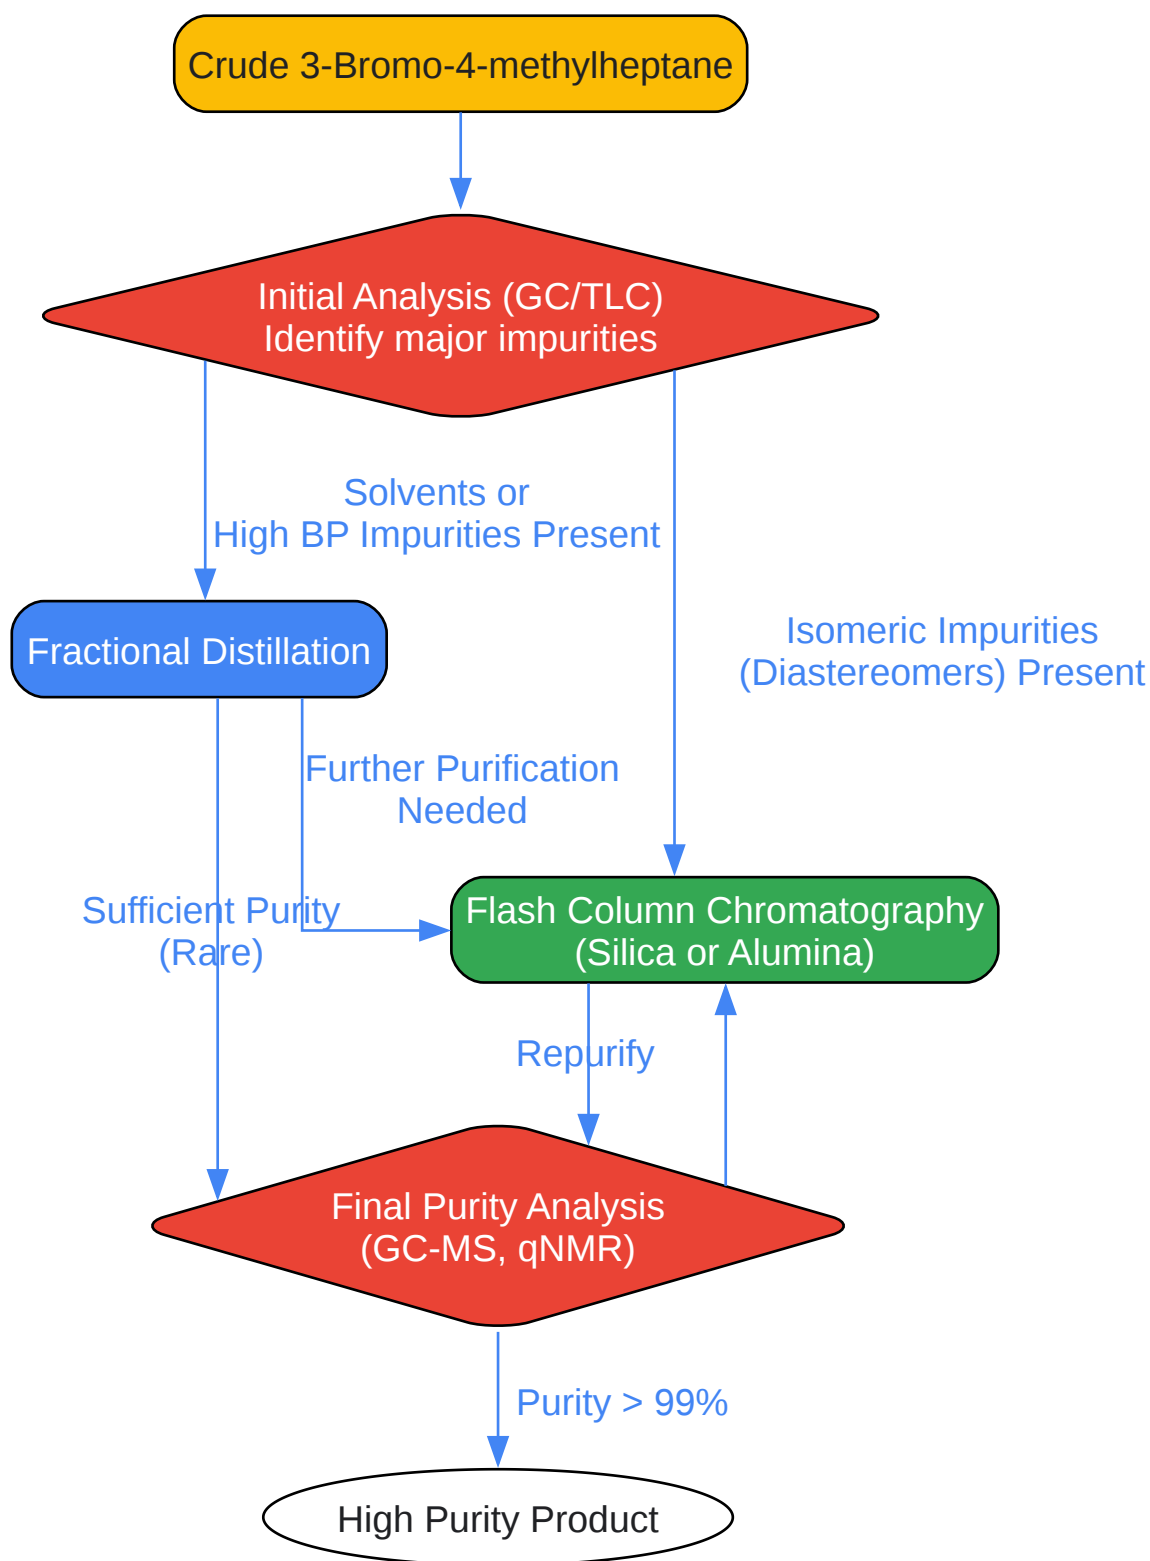 Crude 3-Bromo-4-methylheptane
Initial Analysis (GC/TLC)
Identify major impurities
Solvents or
High BP Impurities Present
Isomeric Impurities
(Diastereomers) Present
Fractional Distillation
Further Purification
Needed
Sufficient Purity
(Rare)
Flash Column Chromatography
(Silica or Alumina)
Repurify
Final Purity Analysis
(GC-MS, qNMR)
Purity > 99%
High Purity Product